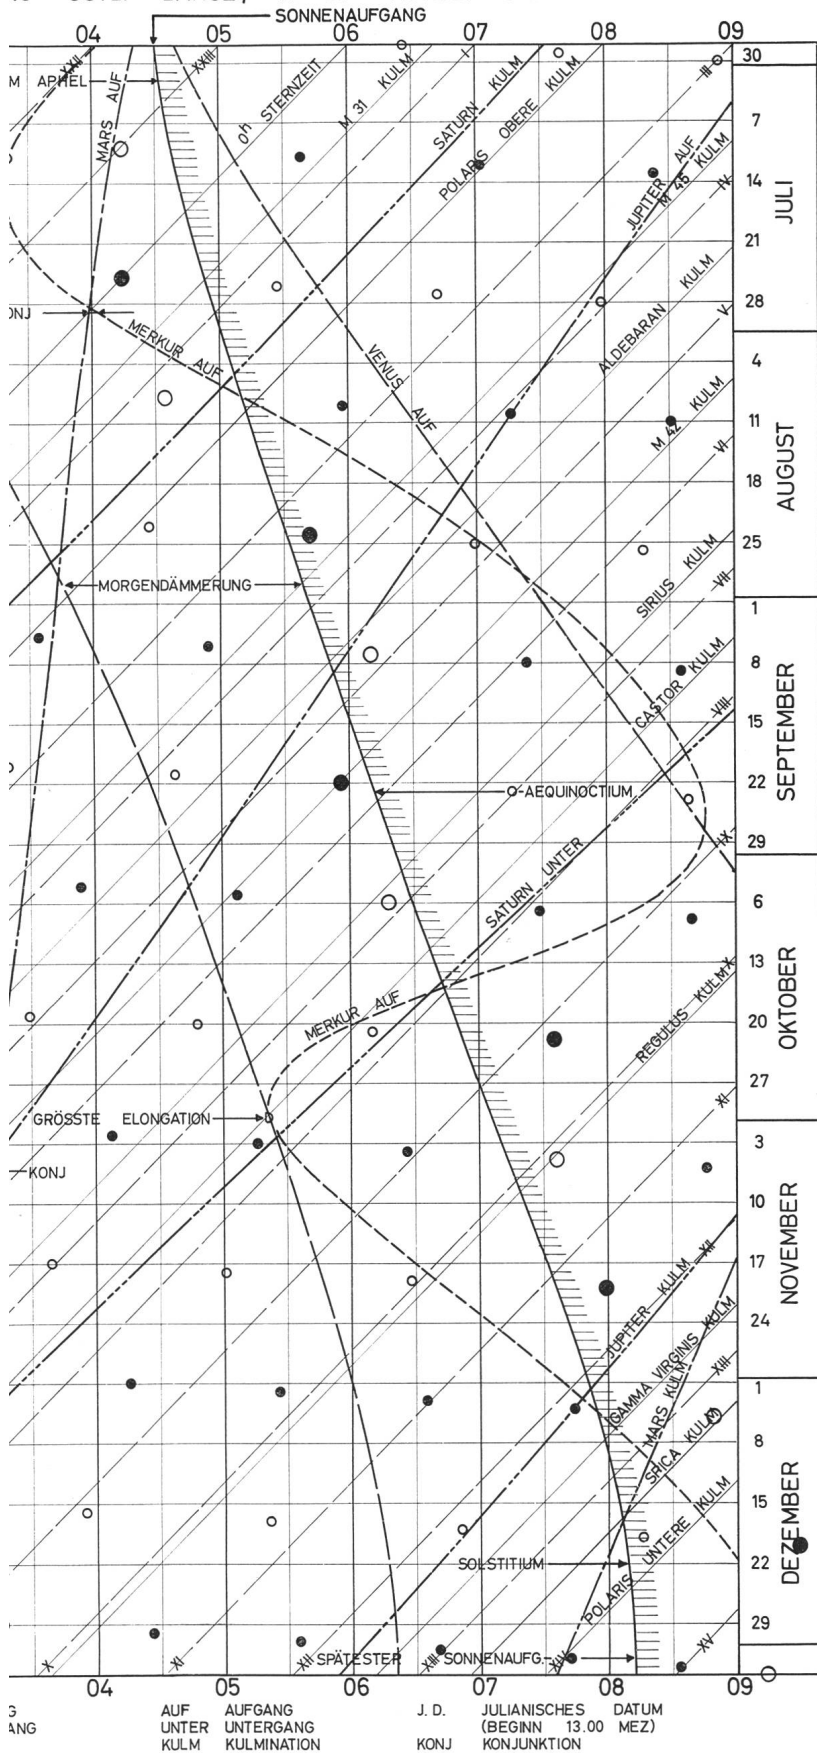 SONNENAUFGANG
04 05 06 07 08 09
XXII
XXIII
KULM
I
KULM
KULM
III
30
APHEL
MARS AUF
0h STERNZEIT
M 31
SATURN
POLARIS OBERE
7
JUPITER AUF
M 45 KULM
IV
14
JULI
21
28
ONJ
MERKUR AUF
VENUS AUF
ALDEBARAN KULM
V
4
M 42 KULM
VI
11
AUGUST
18
25
MORGENDÄMMERUNG
SIRIUS KULM
VII
1
8
CASTOR KULM
VIII
15
SEPTEMBER
22
AEQUINOCTIUM
IX
29
SATURN UNTER
6
13
OKTOBER
MERKUR AUF
REGULUS KULM
X
20
27
XI
GRÖSSTE ELONGATION
3
KONJ
10
NOVEMBER
17
JUPITER KULM
XII
24
GAMMA VIRGINIS KULM
XIII
1
MARS KULM
8
SPICA KULM
15
DEZEMBER
POLARIS UNTERE KULM
SOLSTITIUM
22
29
X XI XII SPÄTESTER XIII SONNENAUFG. XIV XV
04 05 06 07 08 09
G AUF AUFGANG J. D. JULIANISCHES DATUM
ANG UNTER UNTERGANG (BEGINN 13.00 MEZ)
KULM KULMINATION KONJ KONJUNKTION